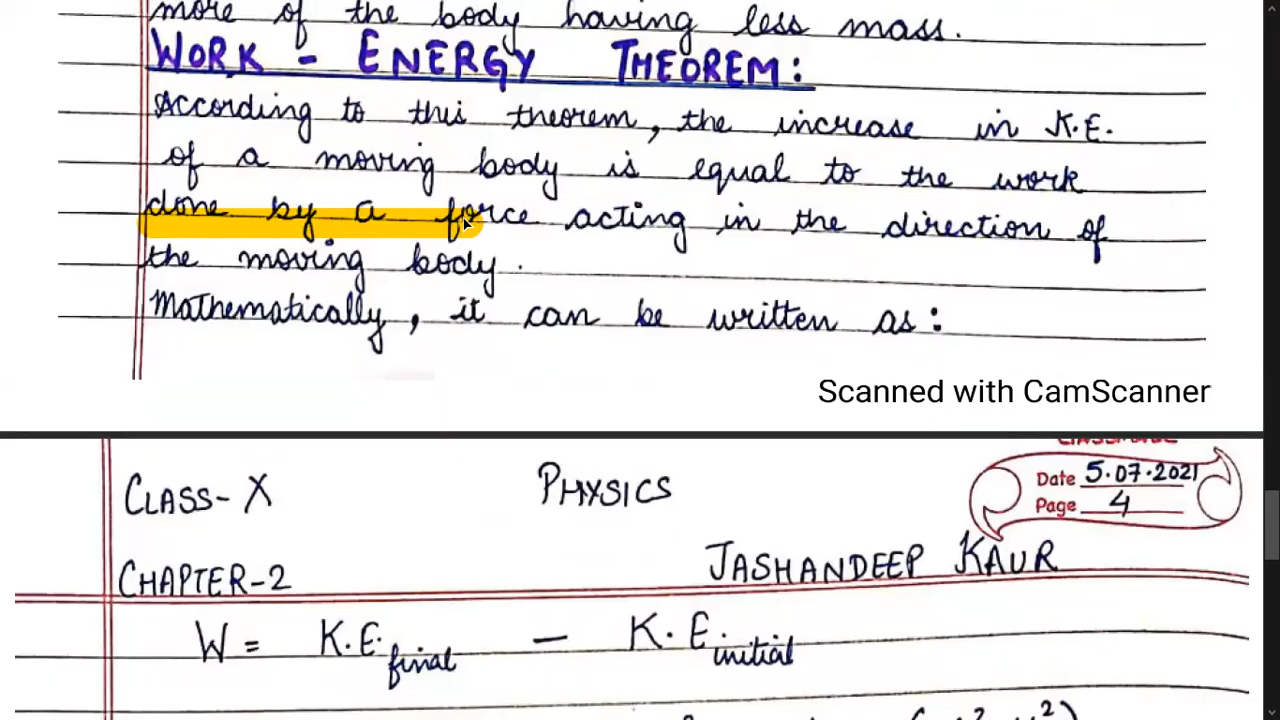 more of the body having less mass.
WORK - ENERGY THEOREM:
According to this theorem, the increase in K.E.
of a moving body is equal to the work
done by a force acting in the direction of
the moving body.
Mathematically, it can be written as:
Scanned with CamScanner
CLASS-X PHYSICS
Date 5.07.2021
Page 4
CHAPTER-2 JASHANDEEP KAUR
W = K.E.final - K.E.initial